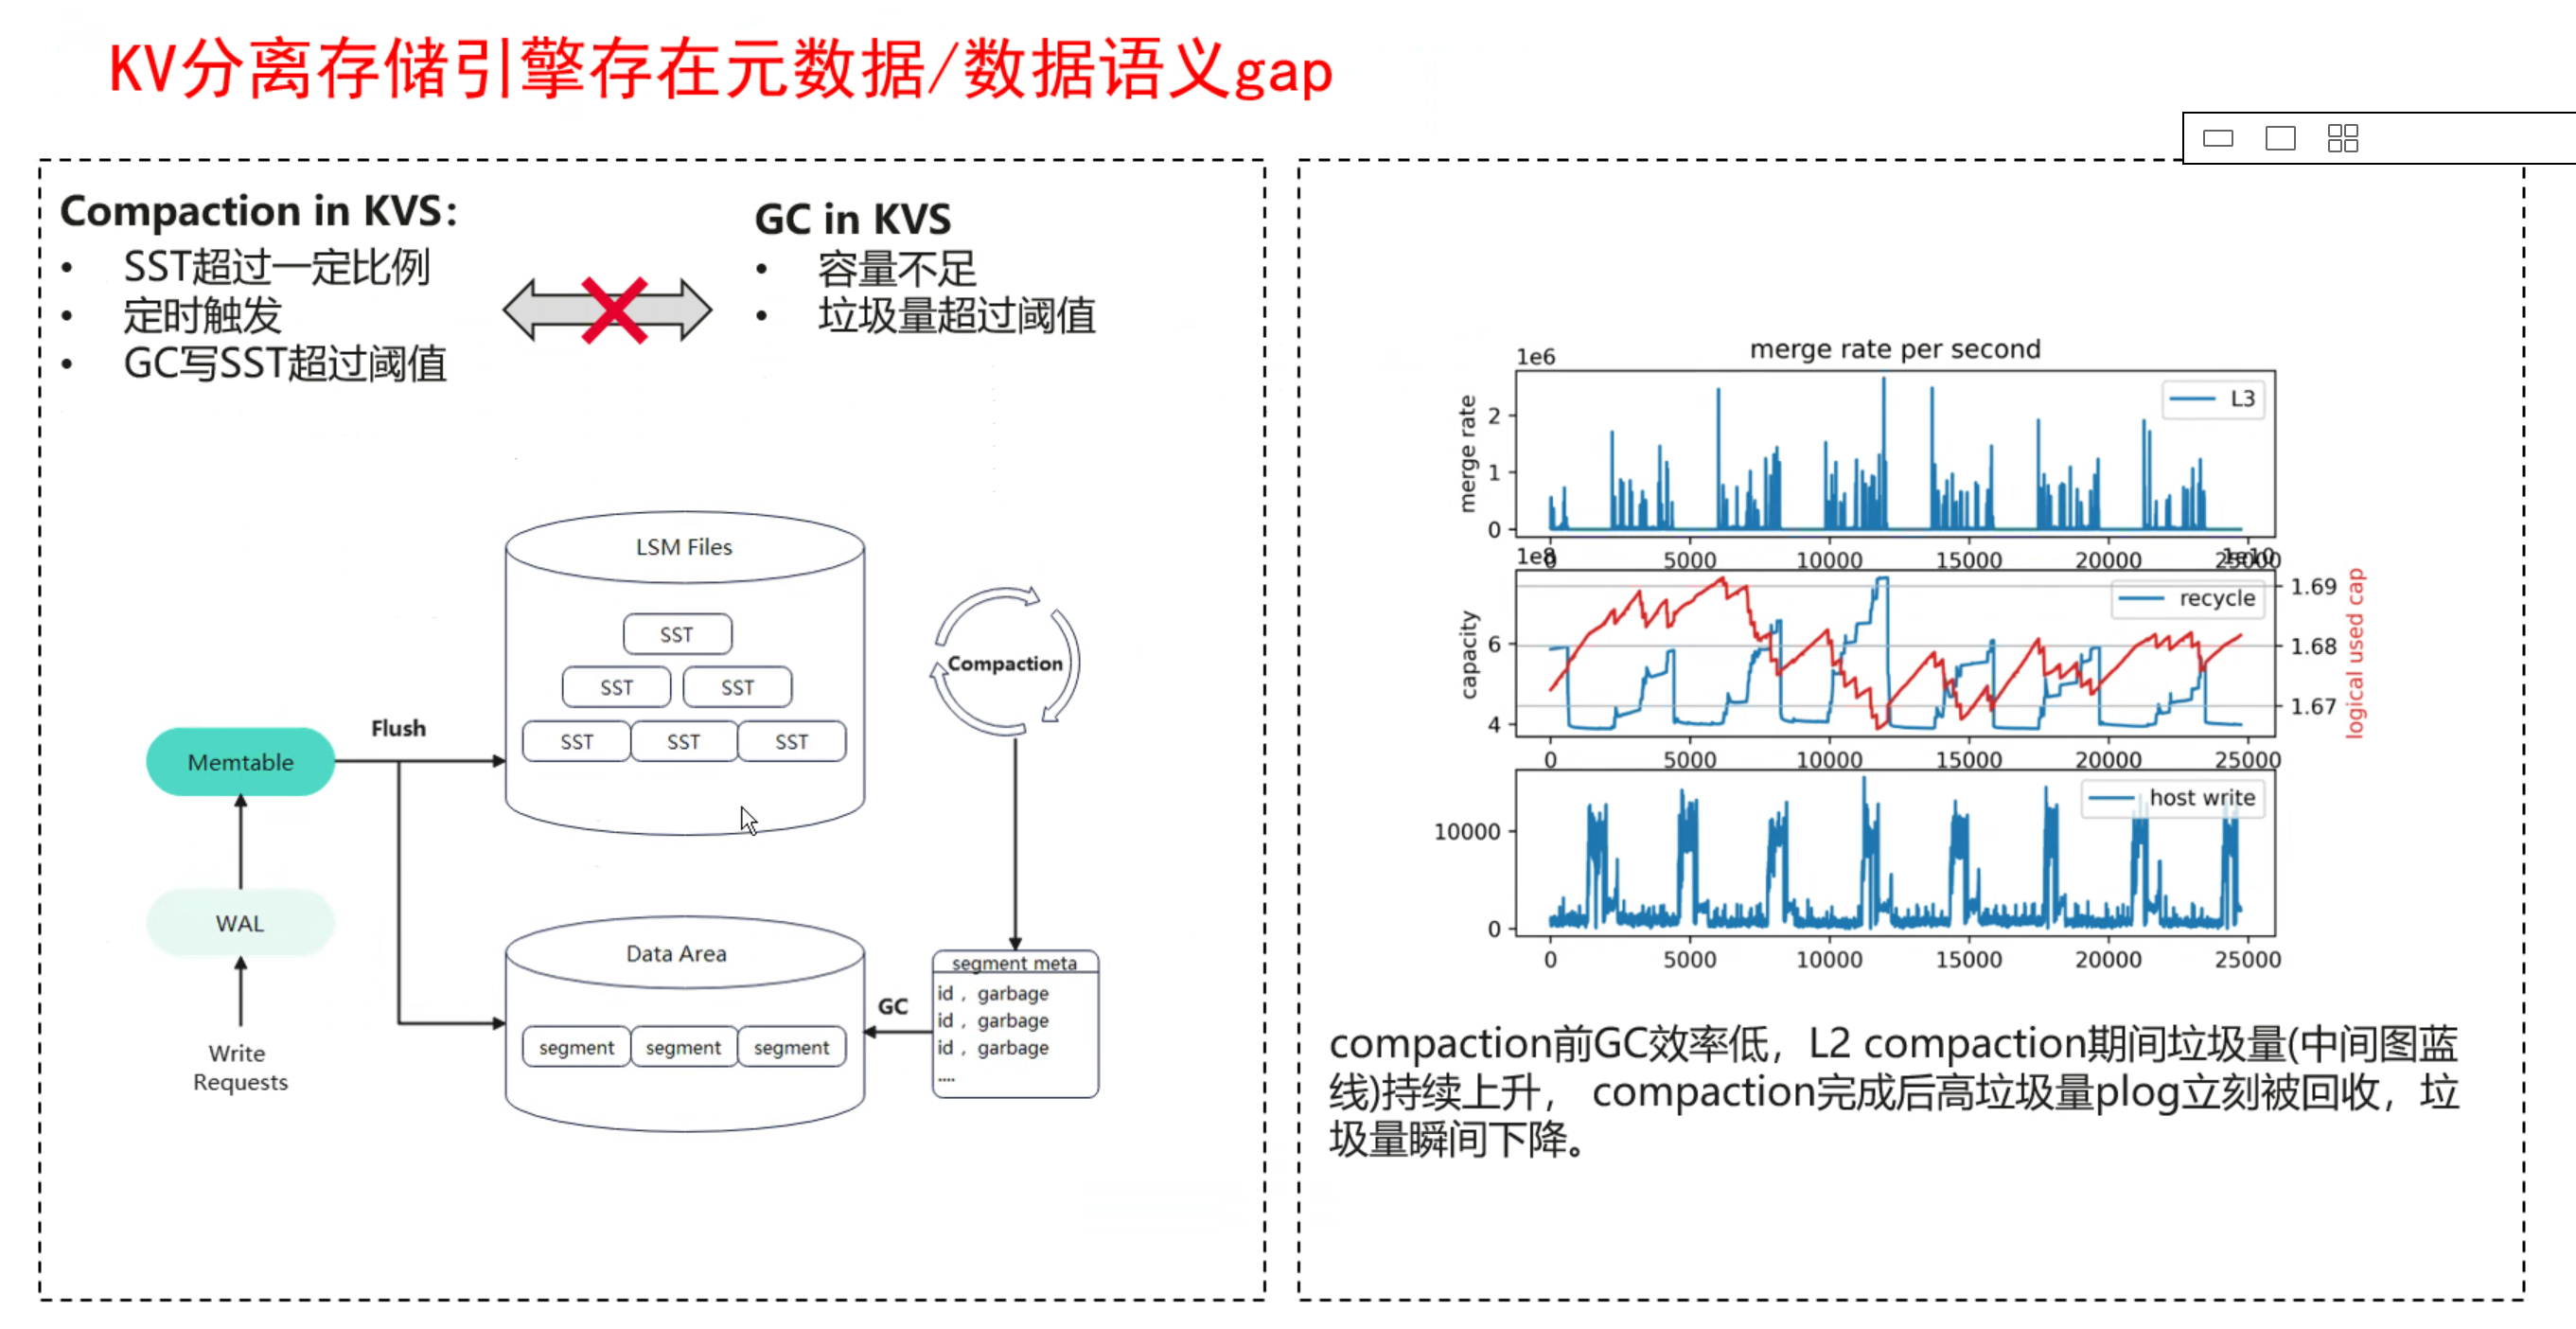 KV分离存储引擎存在元数据/数据语义gap
Compaction in KVS：
• SST超过一定比例
• 定时触发
• GC写SST超过阈值
GC in KVS
• 容量不足
• 垃圾量超过阈值
LSM Files
SST
SST SST
SST SST SST
Compaction
Flush
Memtable
WAL
Write
Requests
Data Area
segment segment segment
GC
segment meta
id , garbage
id , garbage
id , garbage
....
merge rate per second
1e6
merge rate
2
1
0
L3
0 5000 10000 15000 20000 25000
1e8
1e10
capacity
6
4
recycle
1.69
1.68
1.67
logical used cap
0 5000 10000 15000 20000 25000
10000
0
host write
0 5000 10000 15000 20000 25000
compaction前GC效率低，L2 compaction期间垃圾量(中间图蓝
线)持续上升， compaction完成后高垃圾量plog立刻被回收，垃
圾量瞬间下降。